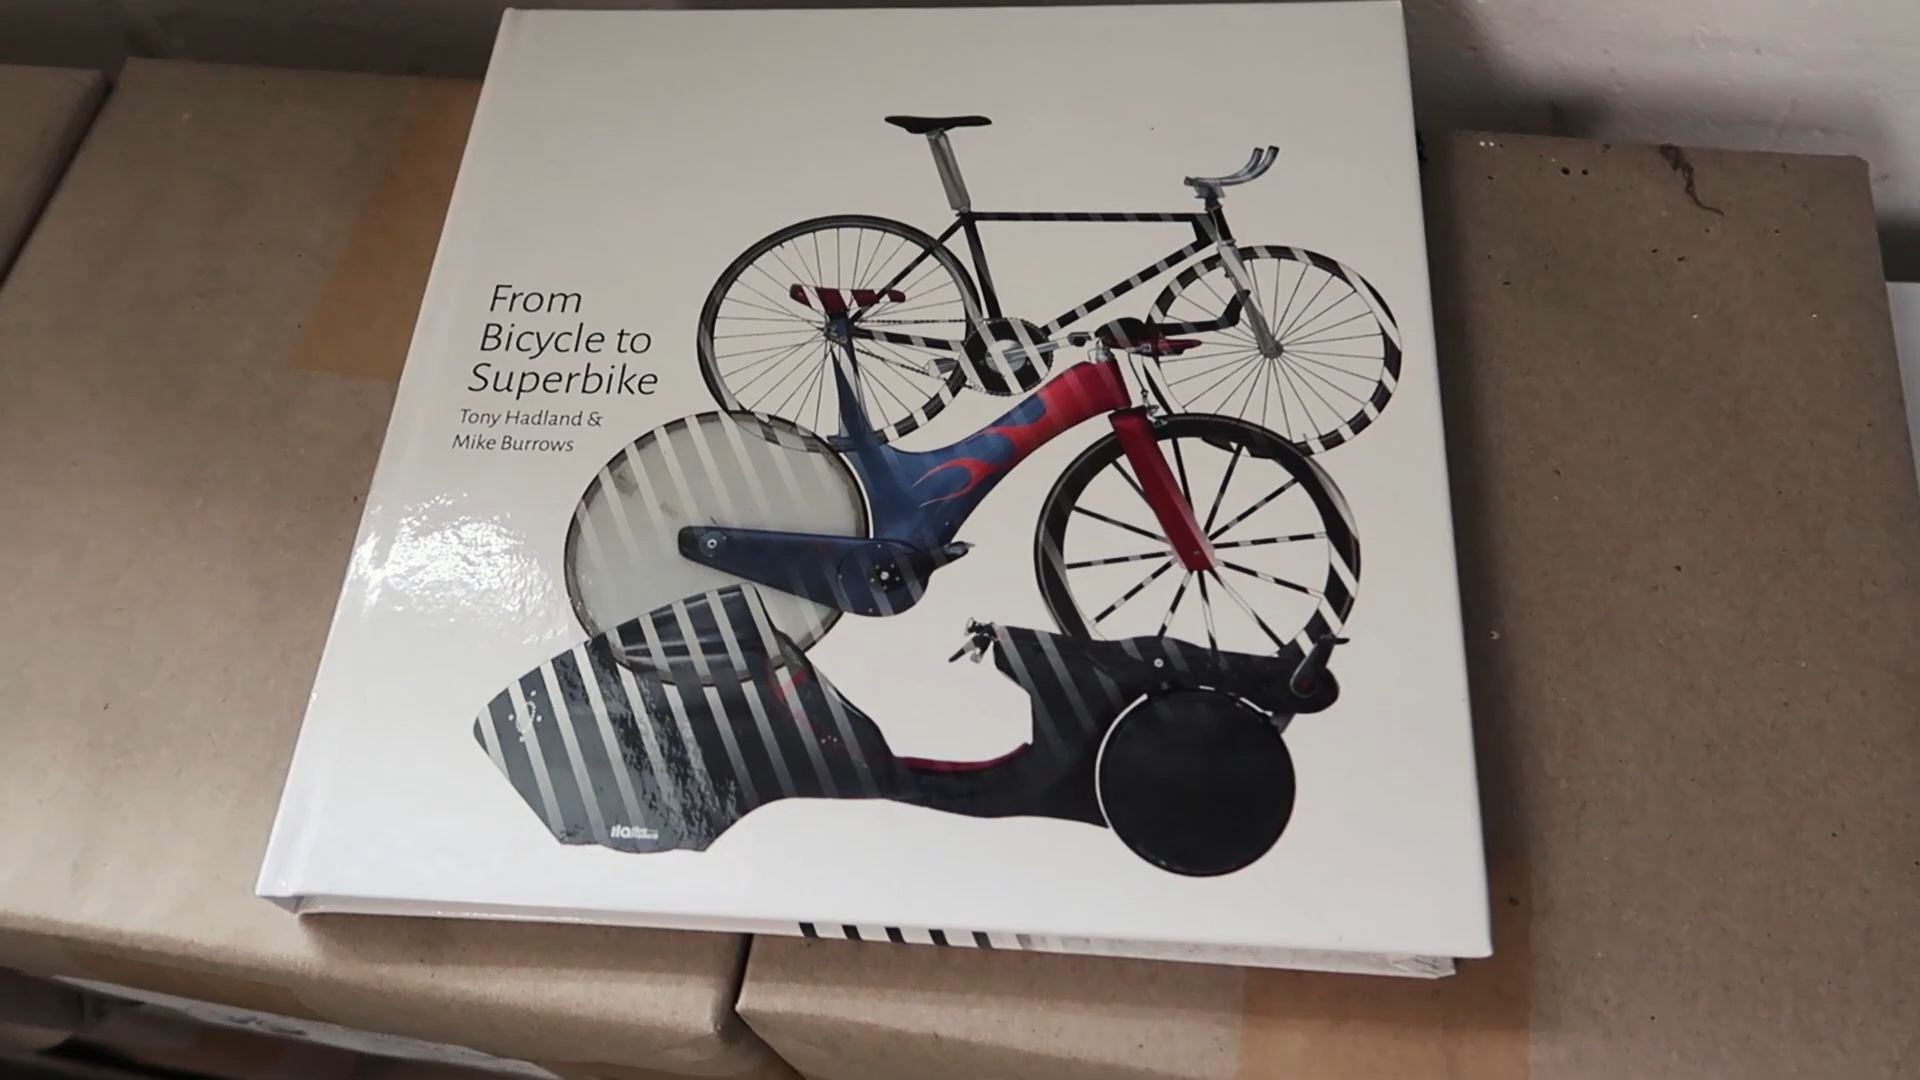 From
Bicycle to
Superbike
Tony Hadland &
Mike Burrows